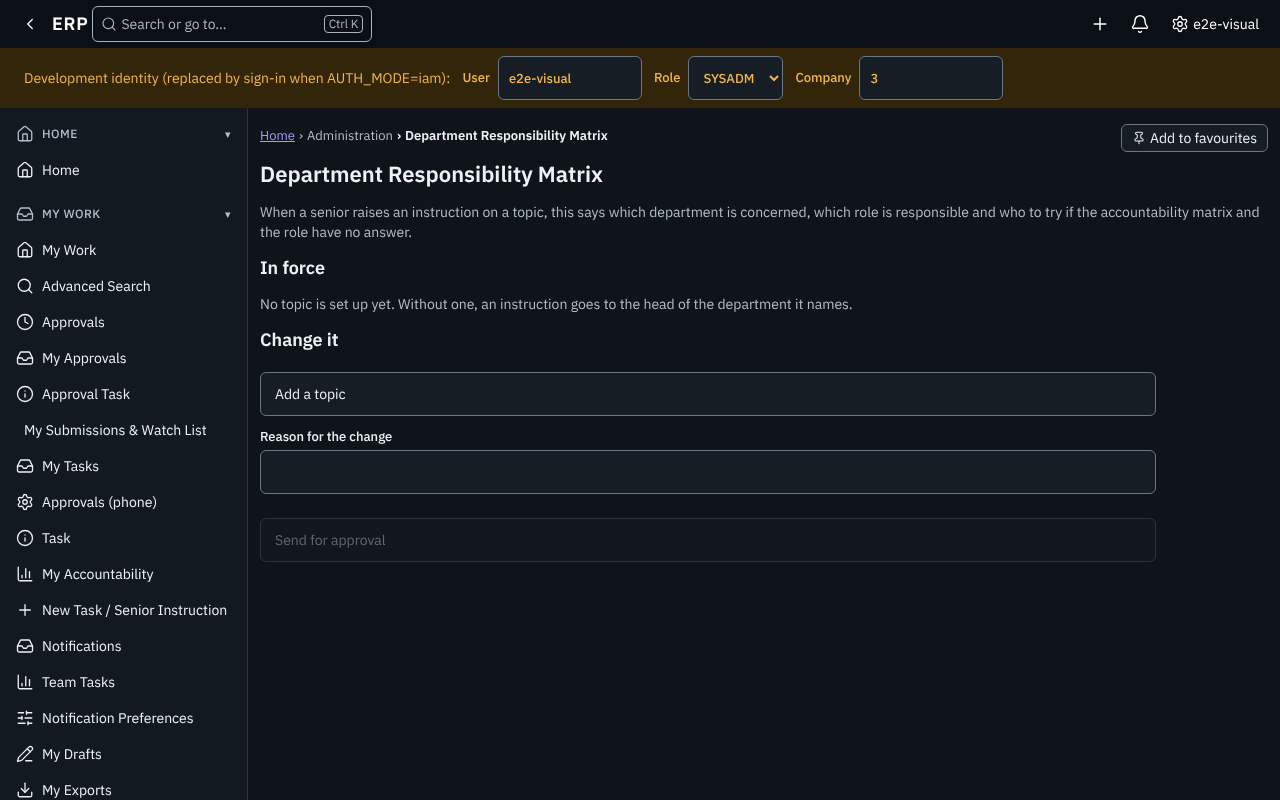 ERP
Search or go to...
Ctrl K
e2e-visual
Development identity (replaced by sign-in when AUTH_MODE=iam):
User
e2e-visual
Role
SYSADM
Company
3
HOME
Home
MY WORK
My Work
Advanced Search
Approvals
My Approvals
Approval Task
My Submissions & Watch List
My Tasks
Approvals (phone)
Task
My Accountability
New Task / Senior Instruction
Notifications
Team Tasks
Notification Preferences
My Drafts
My Exports
Home › Administration › Department Responsibility Matrix
Add to favourites
Department Responsibility Matrix
When a senior raises an instruction on a topic, this says which department is concerned, which role is responsible and who to try if the accountability matrix and
the role have no answer.
In force
No topic is set up yet. Without one, an instruction goes to the head of the department it names.
Change it
Add a topic
Reason for the change
Send for approval